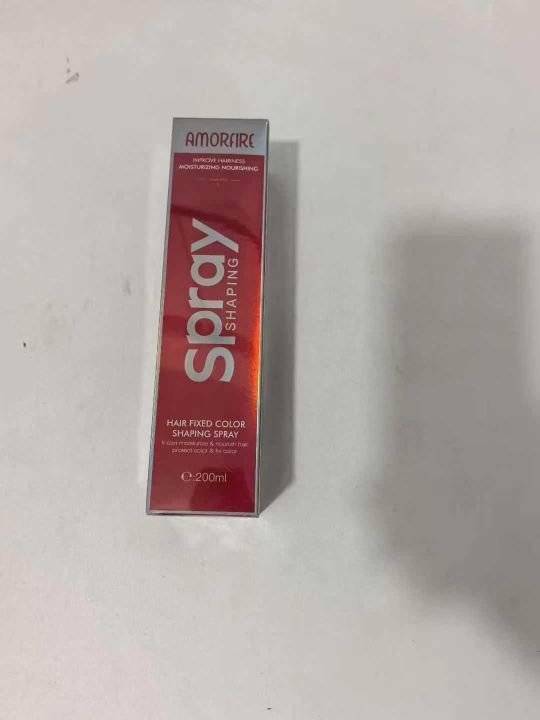 AMORFIRE
IMPROVE HAIRINESS
MOISTURIZING NOURISHING
Spray
SHAPING
HAIR FIXED COLOR
SHAPING SPRAY
It can moisturize & nourish hair
protect color & fix color
℮:200ml